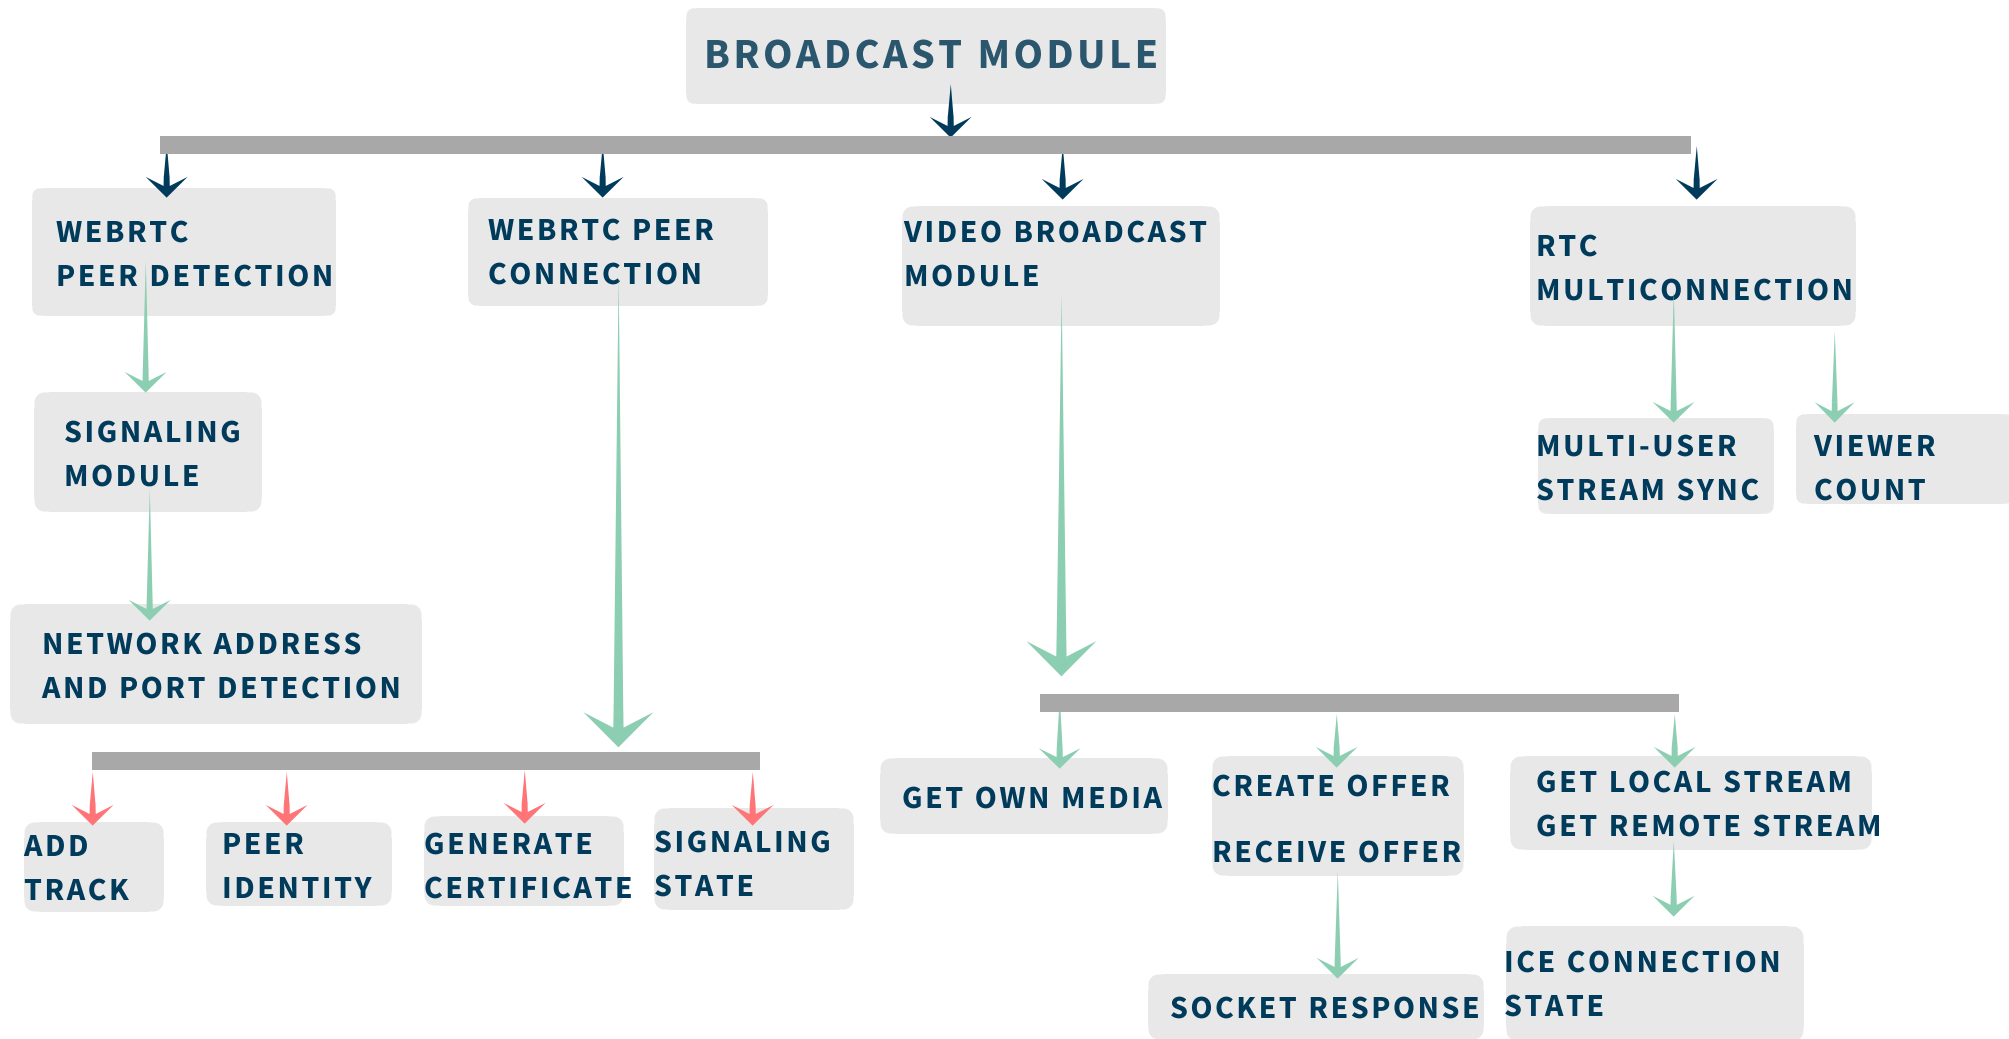 BROADCAST MODULE
WEBRTC
PEER DETECTION
WEBRTC PEER
CONNECTION
VIDEO BROADCAST
MODULE
RTC
MULTICONNECTION
SIGNALING
MODULE
MULTI-USER
STREAM SYNC
VIEWER
COUNT
NETWORK ADDRESS
AND PORT DETECTION
ADD
TRACK
PEER
IDENTITY
GENERATE
CERTIFICATE
SIGNALING
STATE
GET OWN MEDIA
CREATE OFFER
RECEIVE OFFER
GET LOCAL STREAM
GET REMOTE STREAM
SOCKET RESPONSE
ICE CONNECTION
STATE